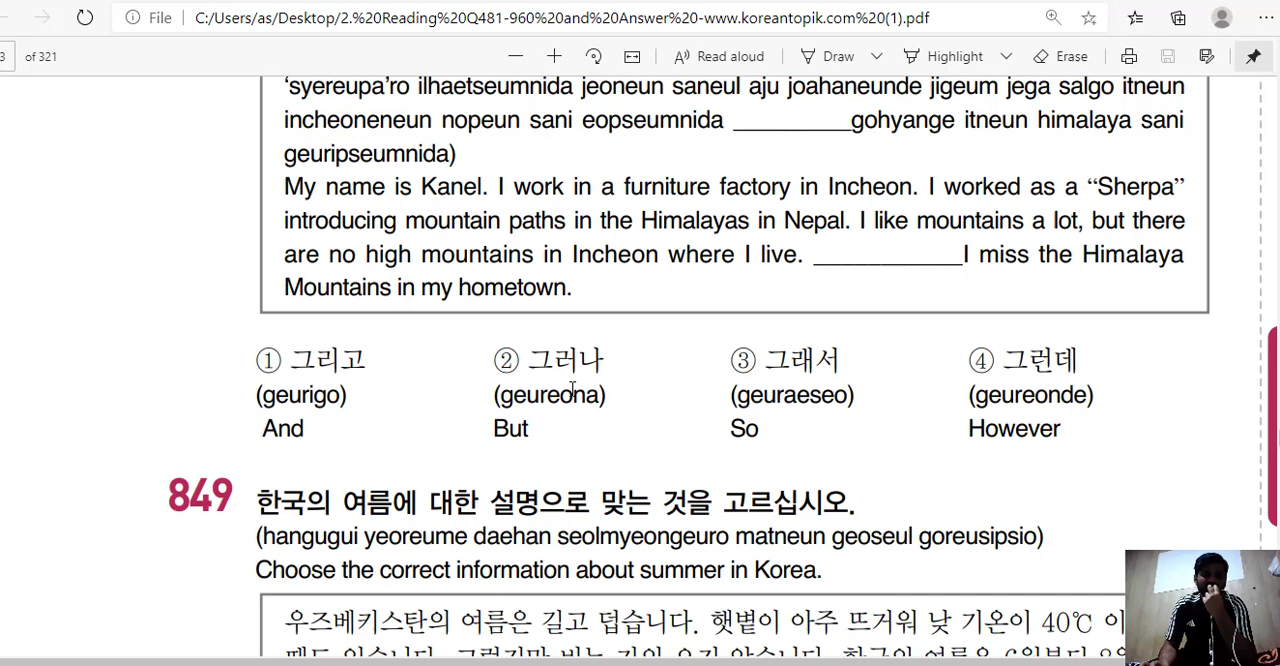 File C:/Users/as/Desktop/2.%20Reading%20Q481-960%20and%20Answer%20-www.koreantopik.com%20(1).pdf
3 of 321 Read aloud Draw Highlight Erase
'syereupa'ro ilhaetseumnida jeoneun saneul aju joahaneunde jigeum jega salgo itneun
incheoneneun nopeun sani eopseumnida __________gohyange itneun himalaya sani
geuripseumnida)
My name is Kanel. I work in a furniture factory in Incheon. I worked as a “Sherpa”
introducing mountain paths in the Himalayas in Nepal. I like mountains a lot, but there
are no high mountains in Incheon where I live. ____________I miss the Himalaya
Mountains in my hometown.
① 그리고 ② 그러나 ③ 그래서 ④ 그런데
(geurigo) (geureona) (geuraeseo) (geureonde)
And But So However
849 한국의 여름에 대한 설명으로 맞는 것을 고르십시오.
(hangugui yeoreume daehan seolmyeongeuro matneun geoseul goreusipsio)
Choose the correct information about summer in Korea.
우즈베키스탄의 여름은 길고 덥습니다. 햇볕이 아주 뜨거워 낮 기온이 40℃ 이